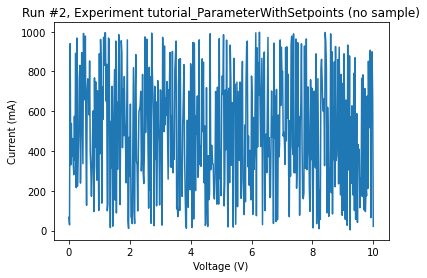 Run #2, Experiment tutorial_ParameterWithSetpoints (no sample)
1000
800
600
400
200
0
Current (mA)
0 2 4 6 8 10
Voltage (V)